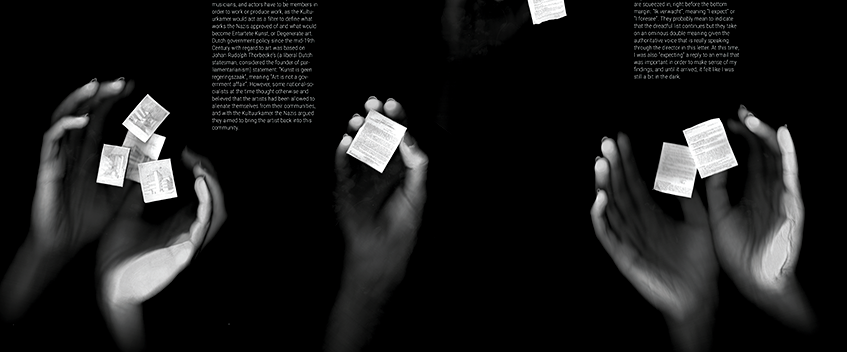 musicians, and actors have to be members in
order to work or produce work, as the Kultu-
urkamer would act as a filter to define what
works the Nazis approved of and what would
become Entartete Kunst, or Degenerate art.
Dutch government policy since the mid-19th
Century with regard to art was based on
Johan Rudolph Thorbecke's (a liberal Dutch
statesman, considered the founder of par-
liamentarianism) statement: "Kunst is geen
regeringszaak", meaning "Art is not a gov-
ernment affair". However, some national-so-
cialists at the time thought otherwise and
believed that the artists had been allowed to
alienate themselves from their communities,
and with the Kultuurkamer the Nazis argued
they aimed to bring the artist back into this
community.
are squeezed in, right before the bottom
margin. "Ik verwacht", meaning "I expect" or
"I foresee". They probably mean to indicate
that the dreadful list continues but they take
on an ominous double meaning given the
authoritative voice that is really speaking
through the director in this letter. At this time,
I was also "expecting" a reply to an email that
was important in order to make sense of my
findings, and until it arrived, it felt like I was
still a bit in the dark.